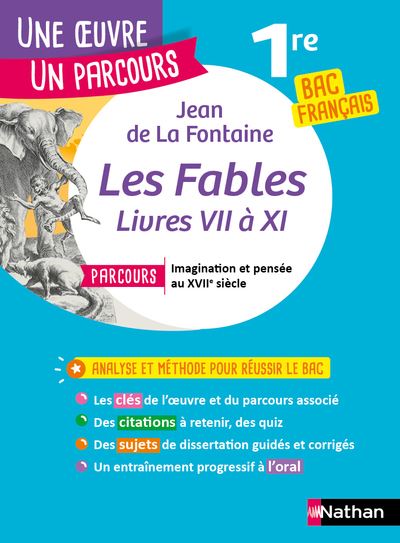 UNE ŒUVRE
UN PARCOURS
1re
BAC
FRANÇAIS
Jean
de La Fontaine
Les Fables
Livres VII à XI
PARCOURS
Imagination et pensée
au XVIIe siècle
ANALYSE ET MÉTHODE POUR RÉUSSIR LE BAC
Les clés de l'œuvre et du parcours associé
Des citations à retenir, des quiz
Des sujets de dissertation guidés et corrigés
Un entraînement progressif à l'oral
Nathan